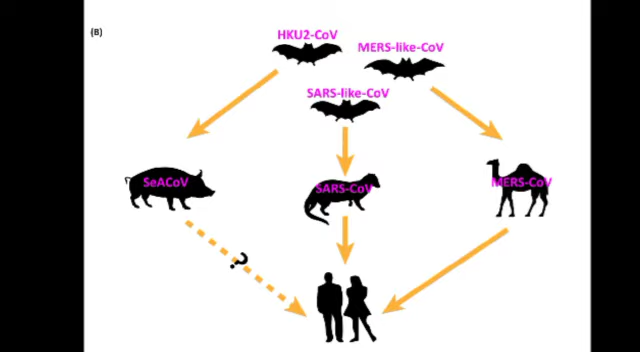 (B)
HKU2-CoV
MERS-like-CoV
SARS-like-CoV
SeACoV
SARS-CoV
MERS-CoV
?